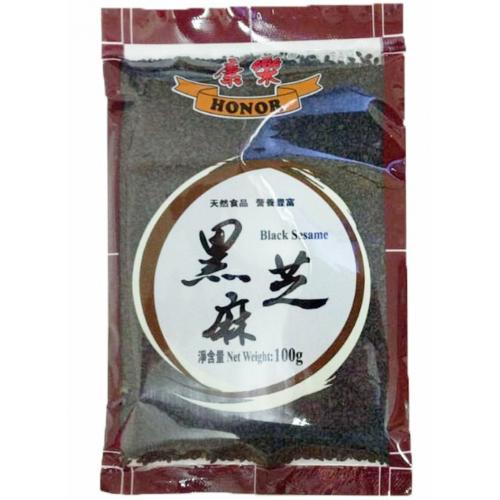 康樂
HONOR
天然食品 營養豐富
Black Sesame
黑芝麻
淨含量 Net Weight:100g